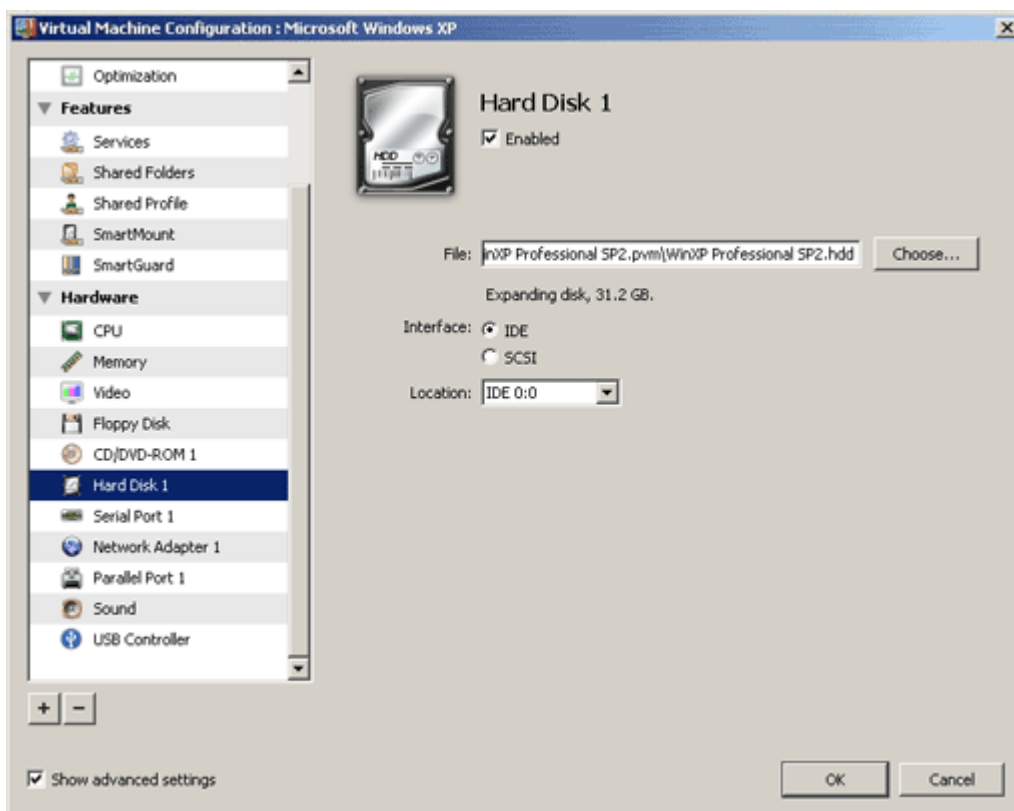 Virtual Machine Configuration : Microsoft Windows XP
Optimization
Features
Services
Shared Folders
Shared Profile
SmartMount
SmartGuard
Hardware
CPU
Memory
Video
Floppy Disk
CD/DVD-ROM 1
Hard Disk 1
Serial Port 1
Network Adapter 1
Parallel Port 1
Sound
USB Controller
+ −
Show advanced settings
HDD
Hard Disk 1
Enabled
File: inXP Professional SP2.pvm\WinXP Professional SP2.hdd Choose...
Expanding disk, 31.2 GB.
Interface: IDE
SCSI
Location: IDE 0:0
OK Cancel